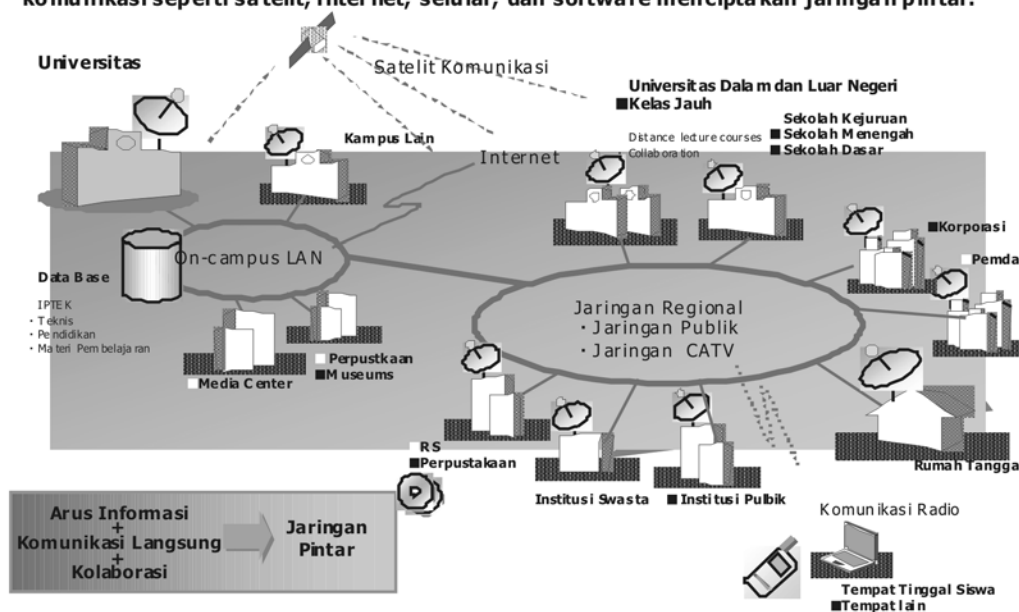 komunikasi seperti satelit, internet, selular, dan software menciptakan jaringan pintar.
Universitas
Satelit Komunikasi
Universitas Dalam dan Luar Negeri
■Kelas Jauh
Sekolah Kejuruan
■Sekolah Menengah
■Sekolah Dasar
Distance lecture courses
Collaboration
Kampus Lain
Internet
■Korporasi
Pemda
On-campus LAN
Data Base
IPTEK
・Teknis
・Pendidikan
・Materi Pembelajaran
Jaringan Regional
・Jaringan Publik
・Jaringan CATV
Perpustkaan
■Museums
Media Center
RS
■Perpustakaan
Institusi Swasta
■Institusi Pulbik
Rumah Tangga
Arus Informasi
+
Komunikasi Langsung
+
Kolaborasi
Jaringan
Pintar
Komunikasi Radio
Tempat Tinggal Siswa
■Tempat lain